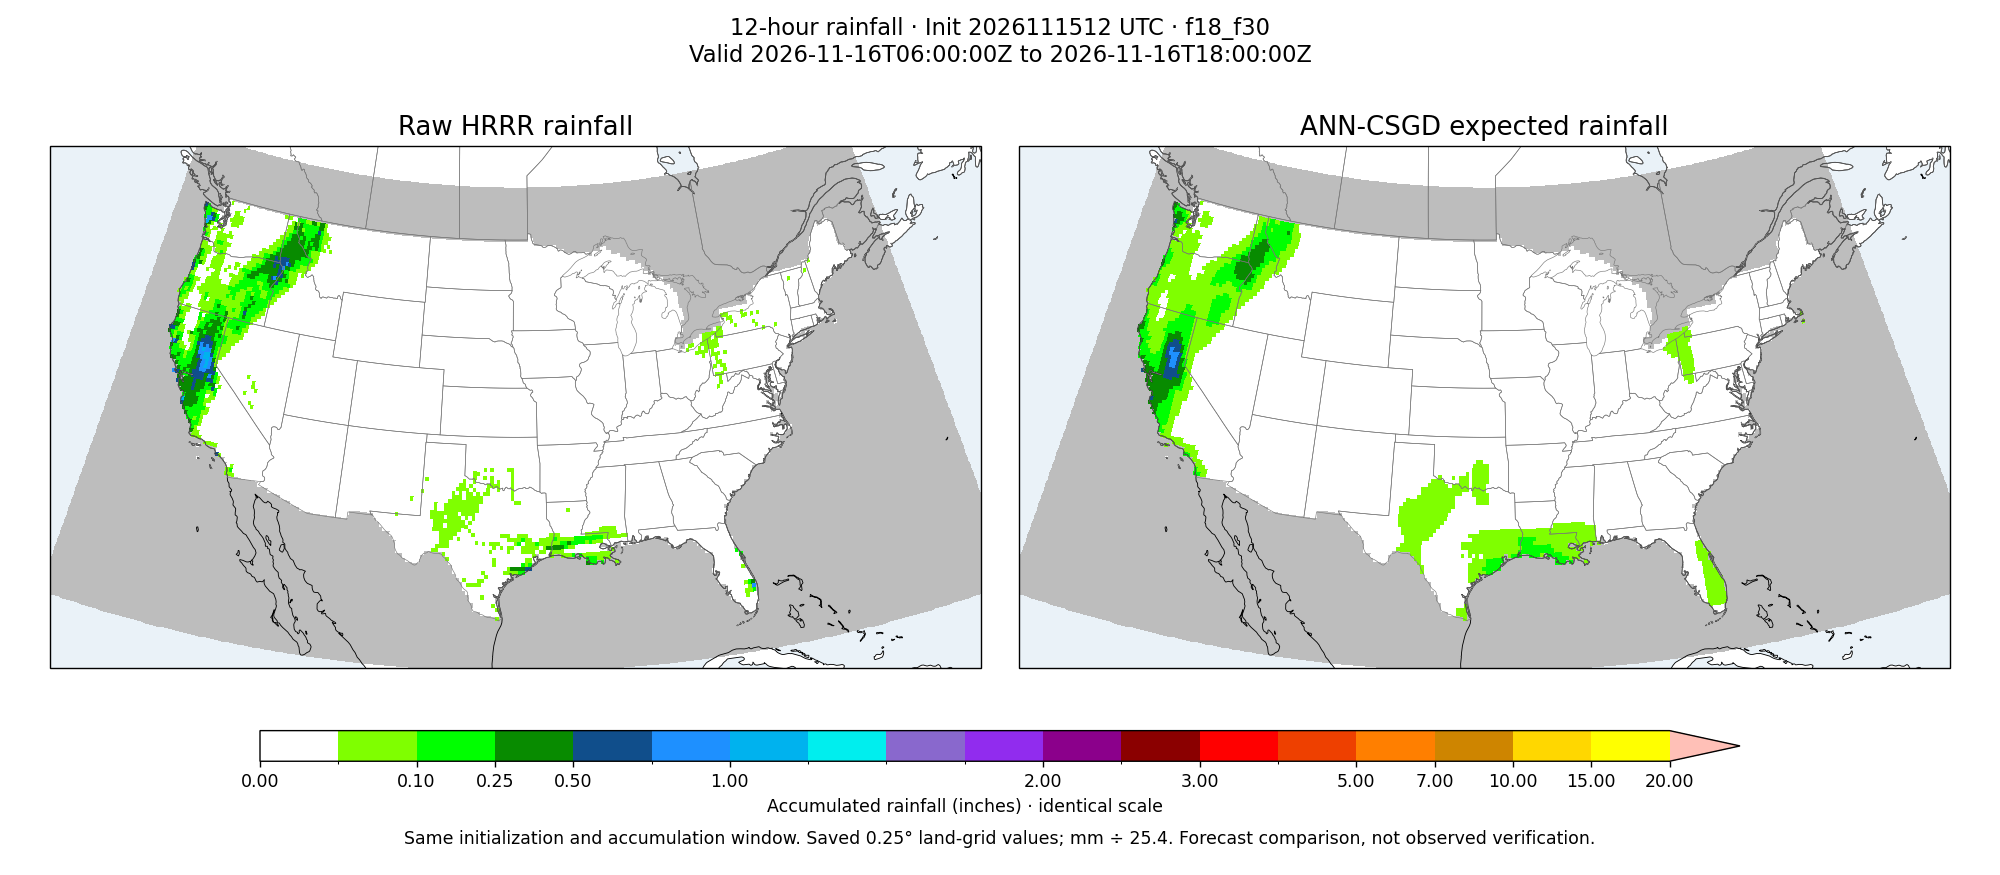 12-hour rainfall · Init 2026111512 UTC · f18_f30
Valid 2026-11-16T06:00:00Z to 2026-11-16T18:00:00Z
Raw HRRR rainfall
ANN-CSGD expected rainfall
0.00 0.10 0.25 0.50 1.00 2.00 3.00 5.00 7.00 10.00 15.00 20.00
Accumulated rainfall (inches) · identical scale
Same initialization and accumulation window. Saved 0.25° land-grid values; mm ÷ 25.4. Forecast comparison, not observed verification.